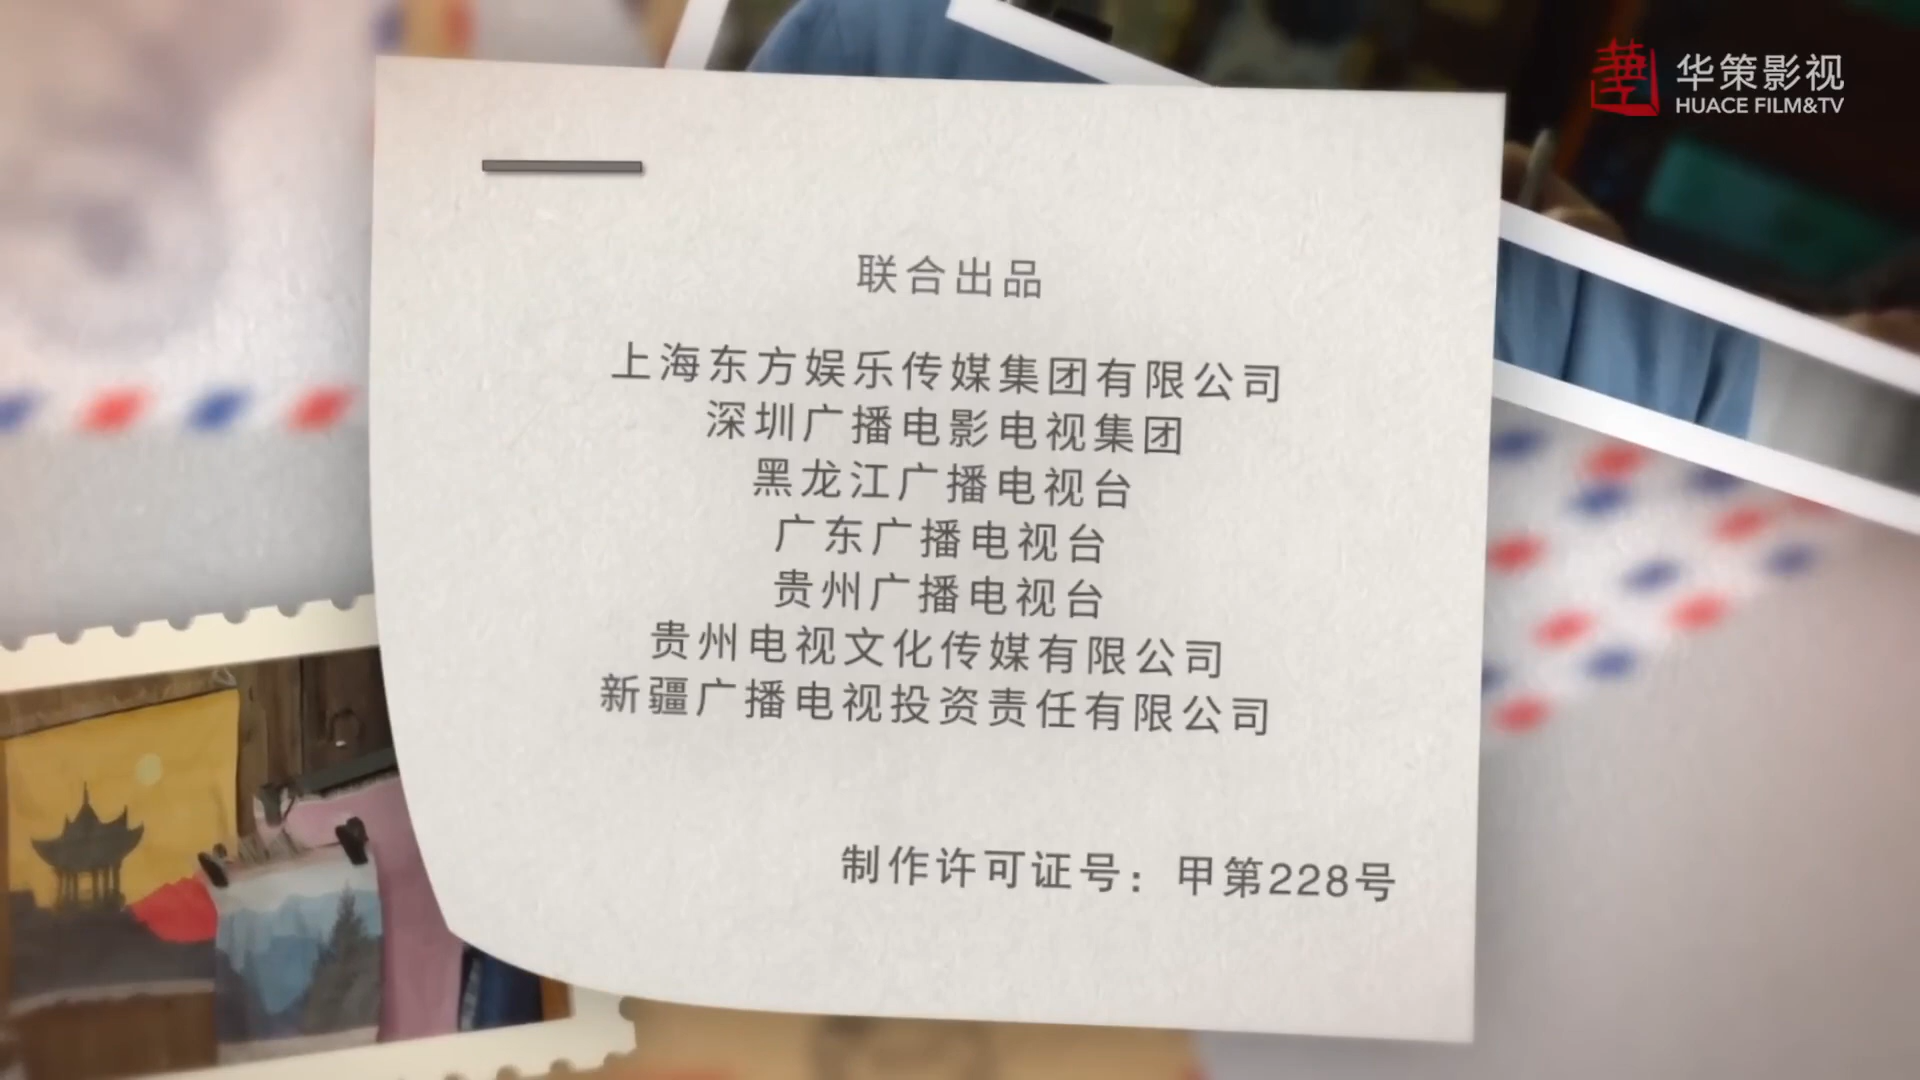 华策影视
HUACE FILM&TV
联合出品
上海东方娱乐传媒集团有限公司
深圳广播电影电视集团
黑龙江广播电视台
广东广播电视台
贵州广播电视台
贵州电视文化传媒有限公司
新疆广播电视投资责任有限公司
制作许可证号：甲第228号